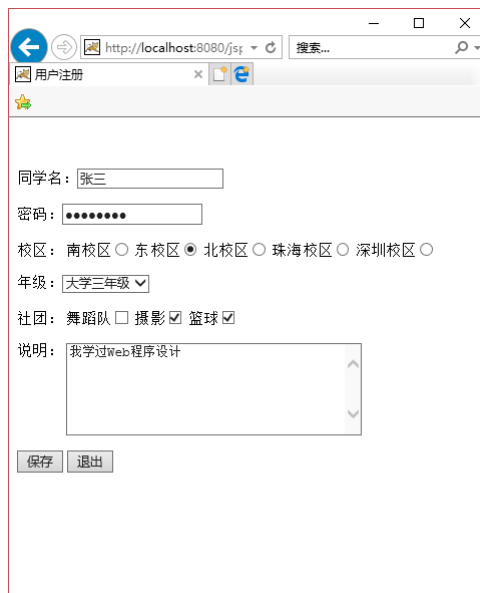 http://localhost:8080/jsp
搜索...
用户注册
同学名：张三
密码：●●●●●●●●
校区： 南校区 东校区 北校区 珠海校区 深圳校区
年级：大学三年级
社团： 舞蹈队 摄影 篮球
说明： 我学过Web程序设计
保存 退出